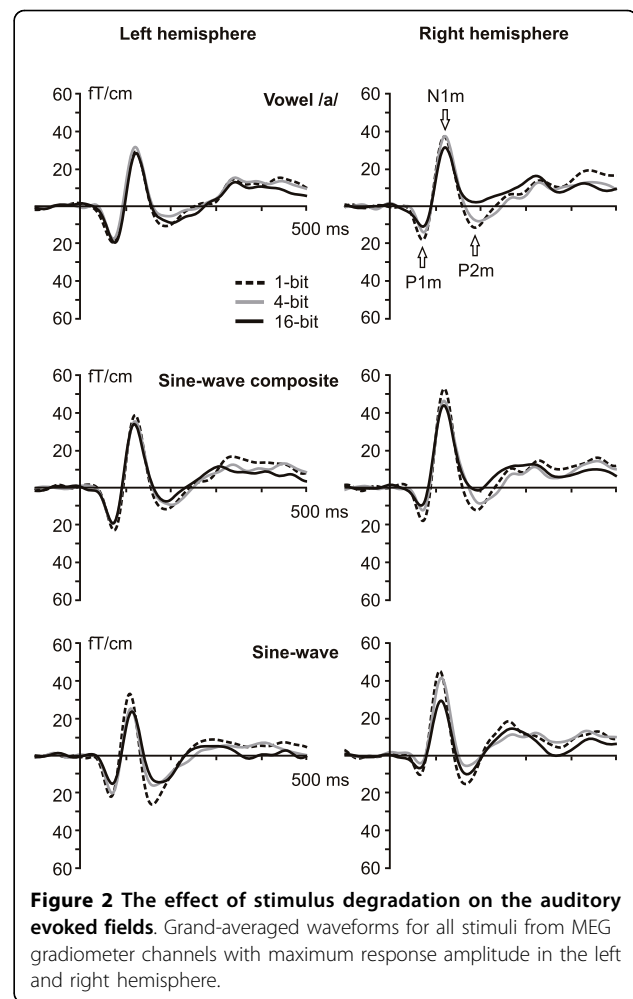 Left hemisphere
Right hemisphere
60
fT/cm
Vowel /a/
40
20
20
40
60
500 ms
1-bit
4-bit
16-bit
60
N1m
40
20
20
40
60
P1m
P2m
60
fT/cm
Sine-wave composite
40
20
20
40
60
500 ms
60
40
20
20
40
60
60
fT/cm
Sine-wave
40
20
20
40
60
500 ms
60
40
20
20
40
60
Figure 2 The effect of stimulus degradation on the auditory
evoked fields. Grand-averaged waveforms for all stimuli from MEG
gradiometer channels with maximum response amplitude in the left
and right hemisphere.